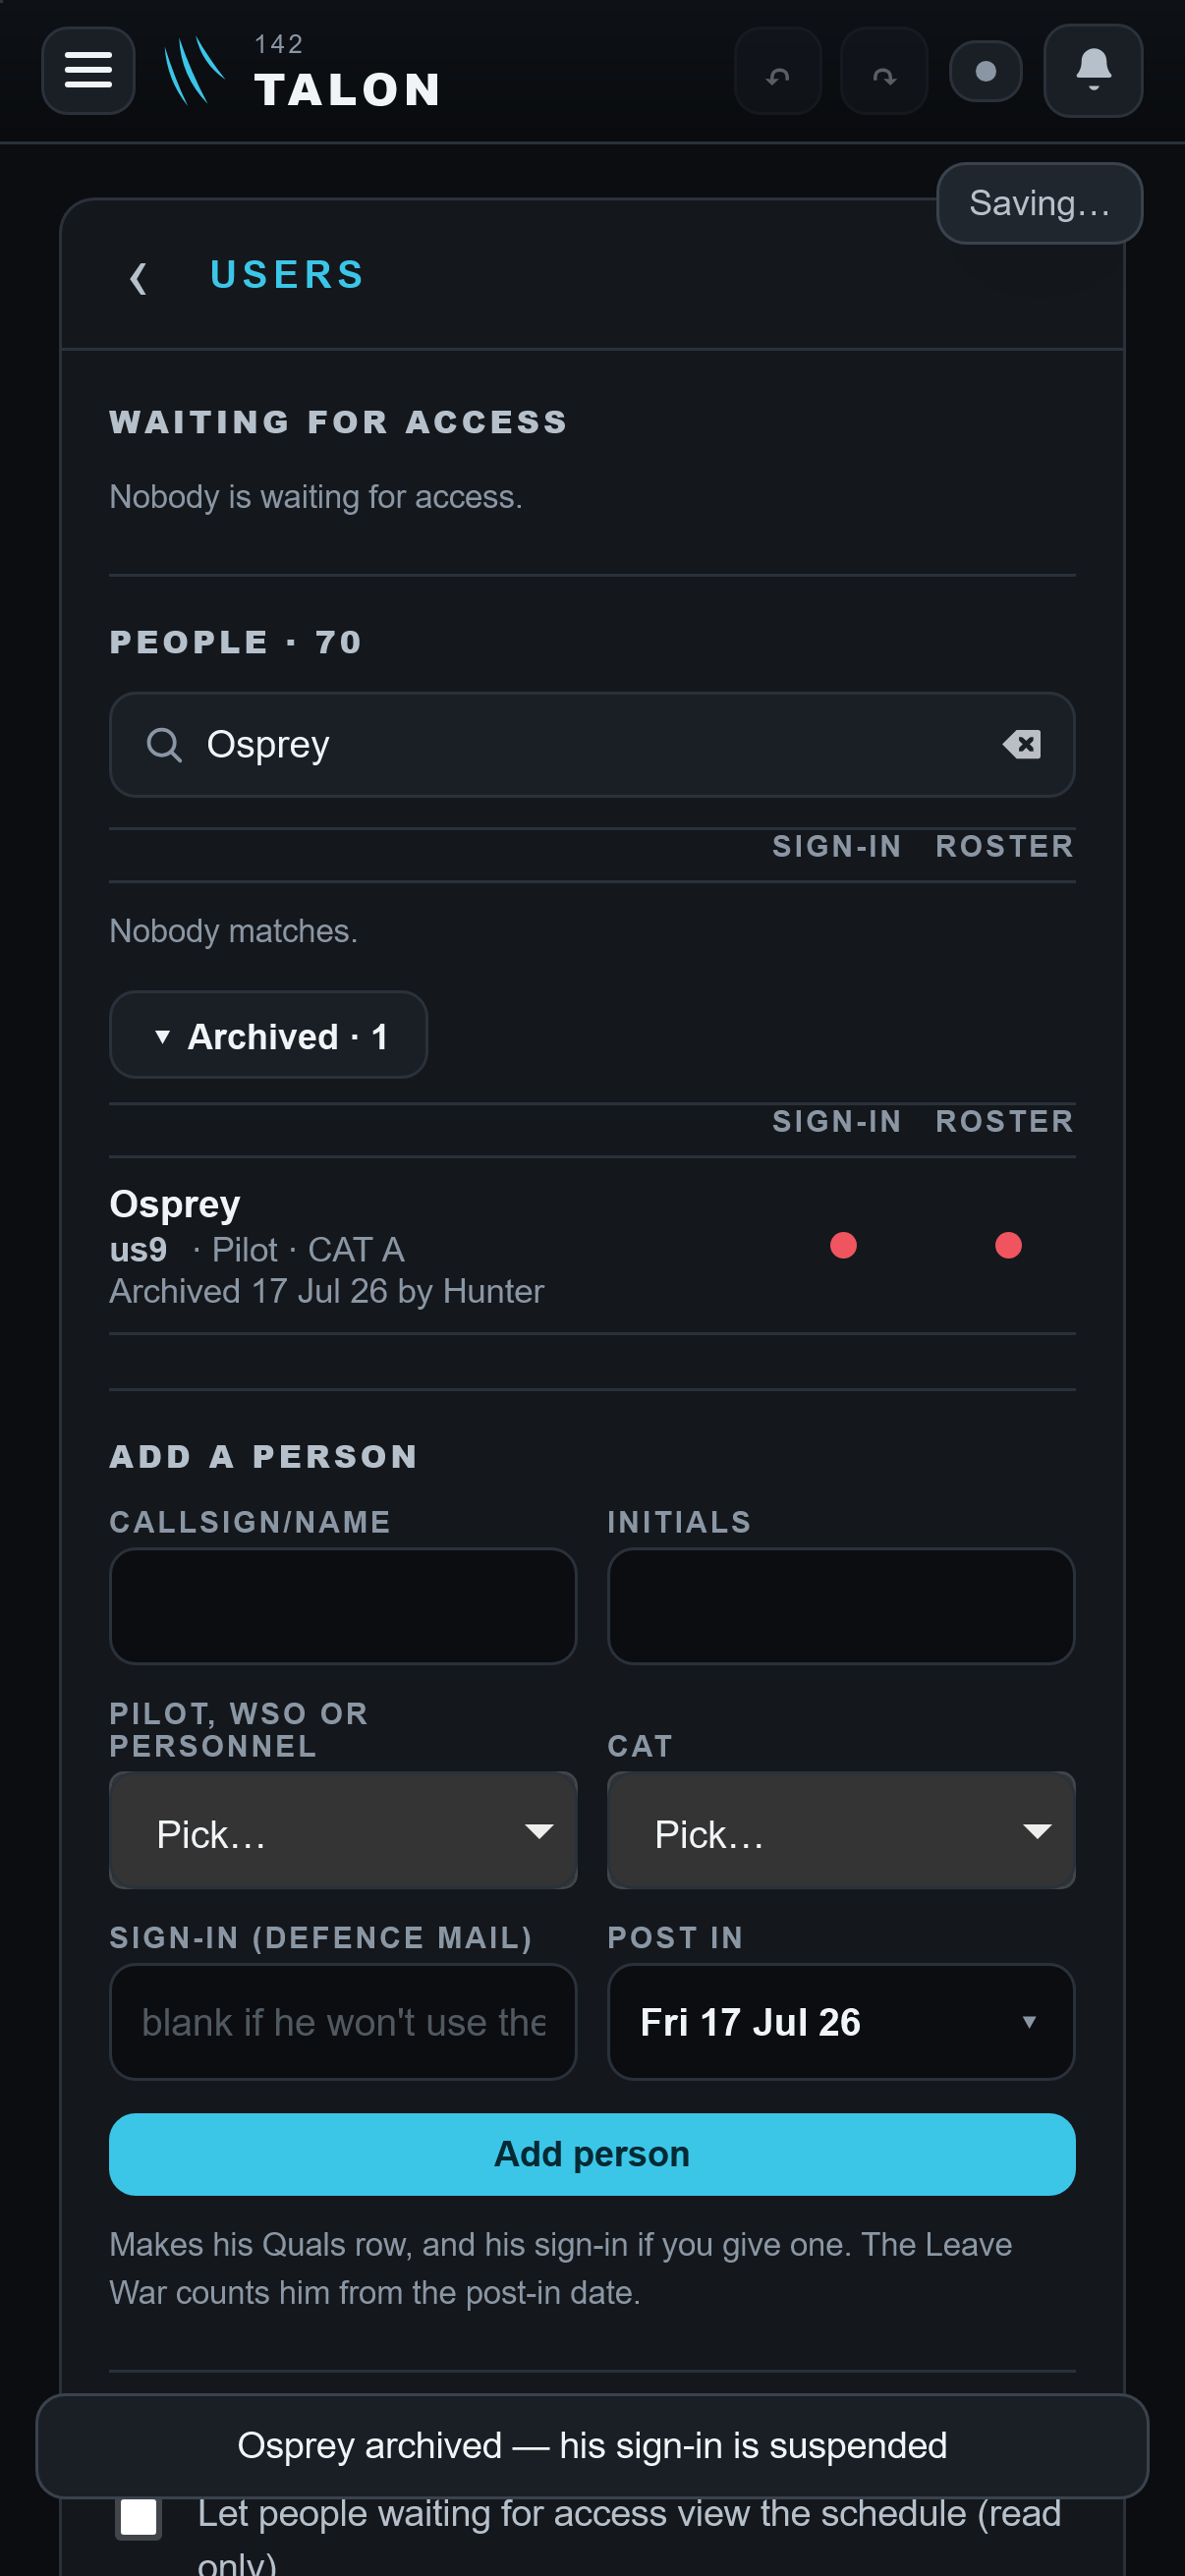 142
TALON
Saving…
USERS
WAITING FOR ACCESS
Nobody is waiting for access.
PEOPLE · 70
Osprey
SIGN-IN ROSTER
Nobody matches.
▾ Archived · 1
SIGN-IN ROSTER
Osprey
us9 · Pilot · CAT A
Archived 17 Jul 26 by Hunter
ADD A PERSON
CALLSIGN/NAME INITIALS
PILOT, WSO OR
PERSONNEL CAT
Pick… Pick…
SIGN-IN (DEFENCE MAIL) POST IN
blank if he won't use the Fri 17 Jul 26
Add person
Makes his Quals row, and his sign-in if you give one. The Leave
War counts him from the post-in date.
Osprey archived — his sign-in is suspended
Let people waiting for access view the schedule (read
only)